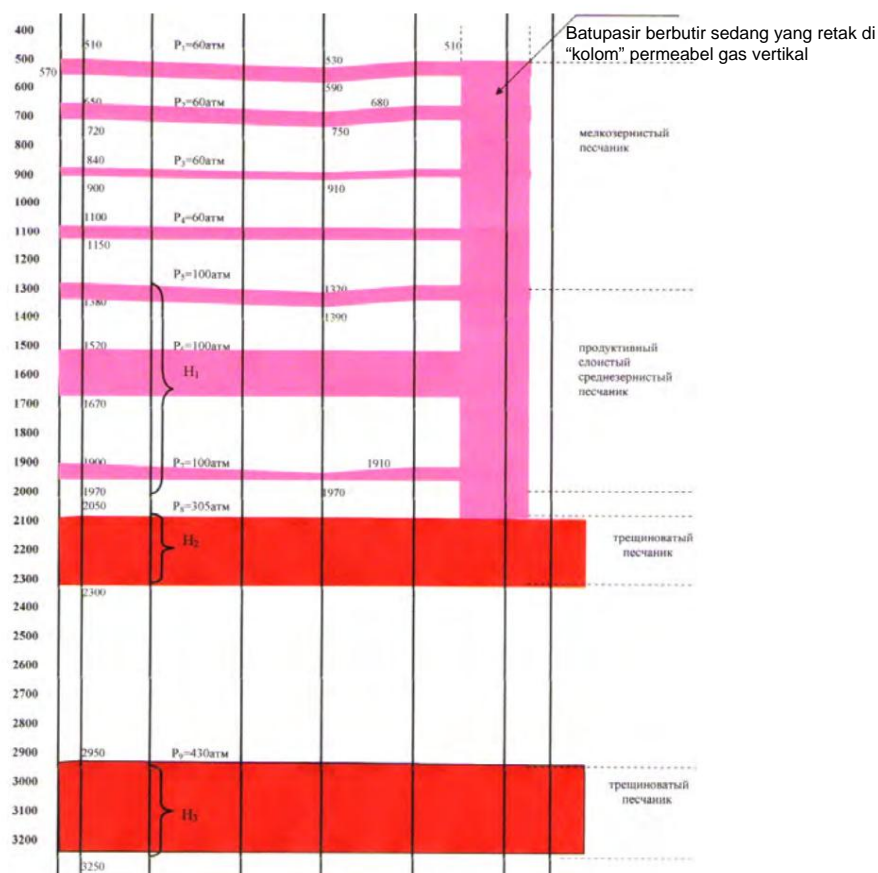 Batupasir berbutir sedang yang retak di
“kolom” permeabel gas vertikal
400
510 P₁=60атм 530 510
500
570
600
590
650 P₂=60атм 680
700
720 750
800
мелкозернистый
песчаник
840 P₃=60атм
900
900 910
1000
1100 P₄=60атм
1100
1150
1200
P₅=100атм
1300
1320
1380
1400
1390
1500
1520 P₆=100атм
продуктивный
слоистый
среднезернистый
песчаник
1600
H₁
1700
1670
1800
1900
1900 P₇=100атм 1910
2000
1970 1970
2050 P₈=305атм
2100
2200
H₂
трещиноватый
песчаник
2300
2300
2400
2500
2600
2700
2800
2900
2950 P₉=430атм
3000
трещиноватый
песчаник
3100
H₃
3200
3250